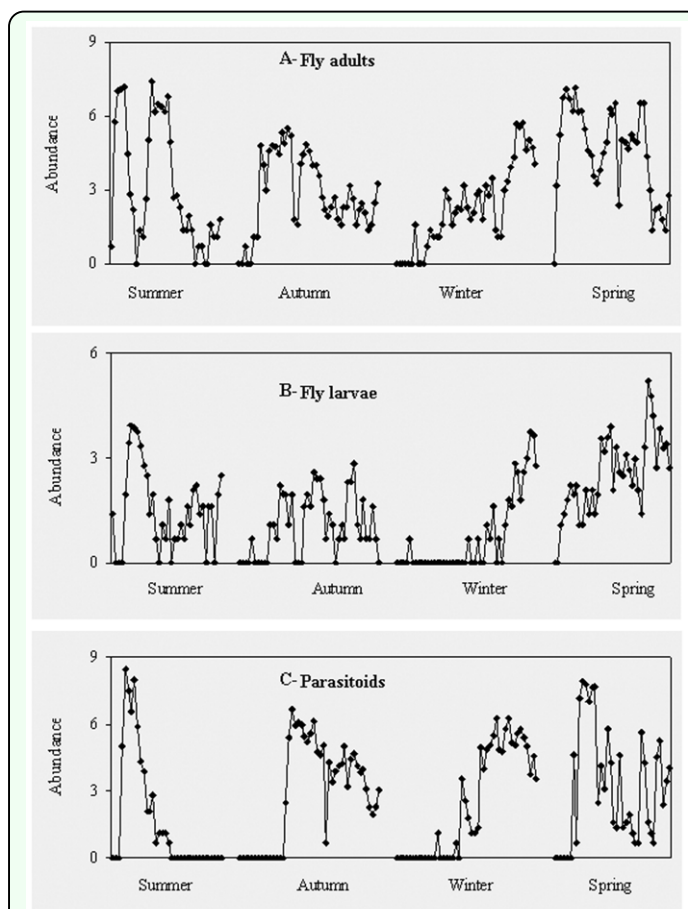 A- Fly adults
9
6
3
0
Abundance
Summer Autumn Winter Spring
B- Fly larvae
6
3
0
Abundance
Summer Autumn Winter Spring
C- Parasitoids
9
6
3
0
Abundance
Summer Autumn Winter Spring